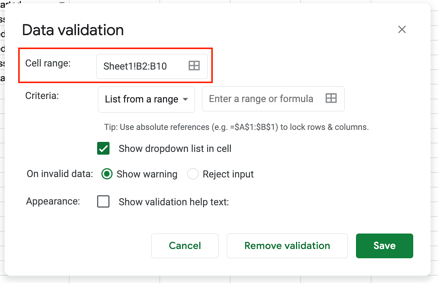 Data validation
Cell range: Sheet1!B2:B10
Criteria: List from a range Enter a range or formula
Tip: Use absolute references (e.g. =$A$1:$B$1) to lock rows & columns.
Show dropdown list in cell
On invalid data: Show warning Reject input
Appearance: Show validation help text:
Cancel Remove validation Save